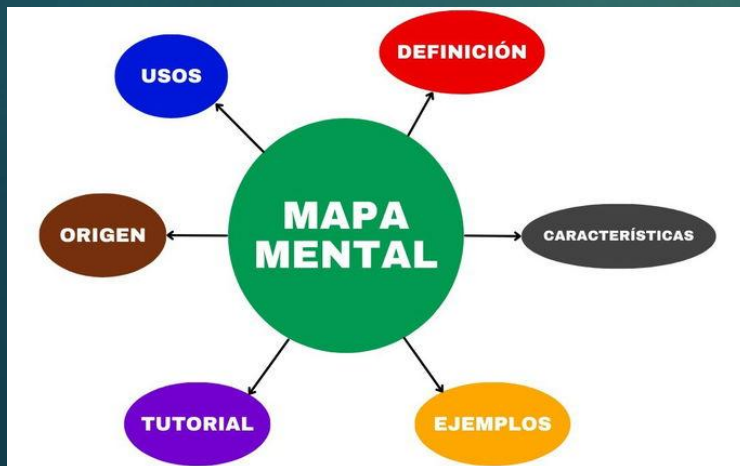 USOS
DEFINICIÓN
MAPA
MENTAL
ORIGEN
CARACTERÍSTICAS
TUTORIAL
EJEMPLOS